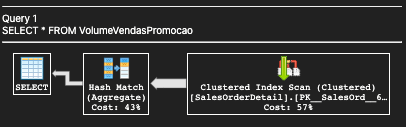 Query 1
SELECT * FROM VolumeVendasPromocao
SELECT
Hash Match
(Aggregate)
Cost: 43%
Clustered Index Scan (Clustered)
[SalesOrderDetail].[PK__SalesOrd__6…
Cost: 57%